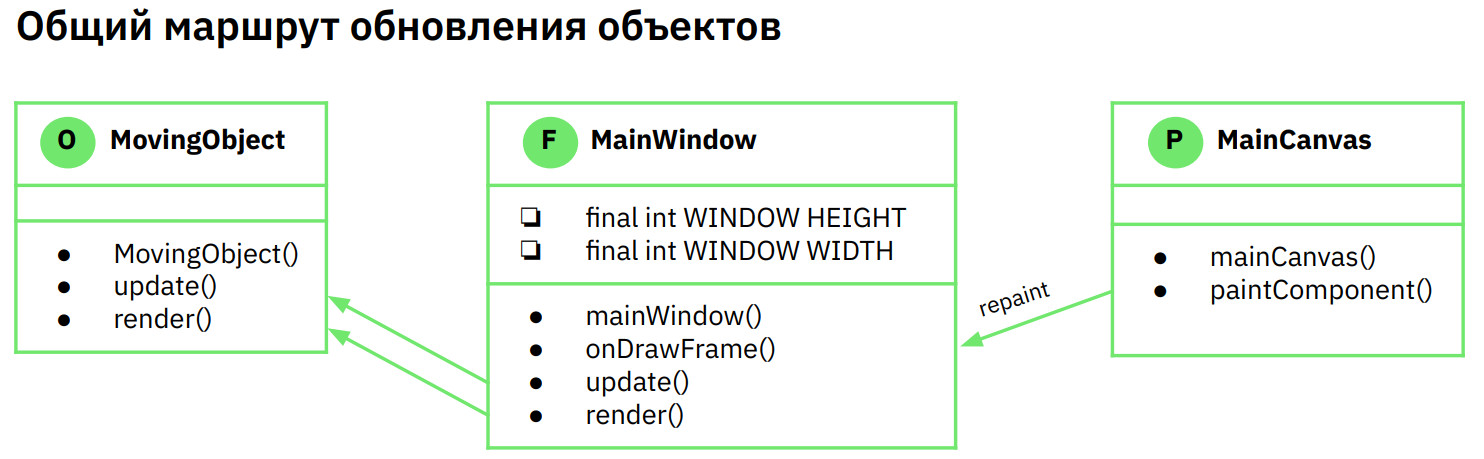 Общий маршрут обновления объектов
O MovingObject
MovingObject()
update()
render()
F MainWindow
❏ final int WINDOW HEIGHT
❏ final int WINDOW WIDTH
● mainWindow()
● onDrawFrame()
● update()
● render()
repaint
P MainCanvas
● mainCanvas()
● paintComponent()